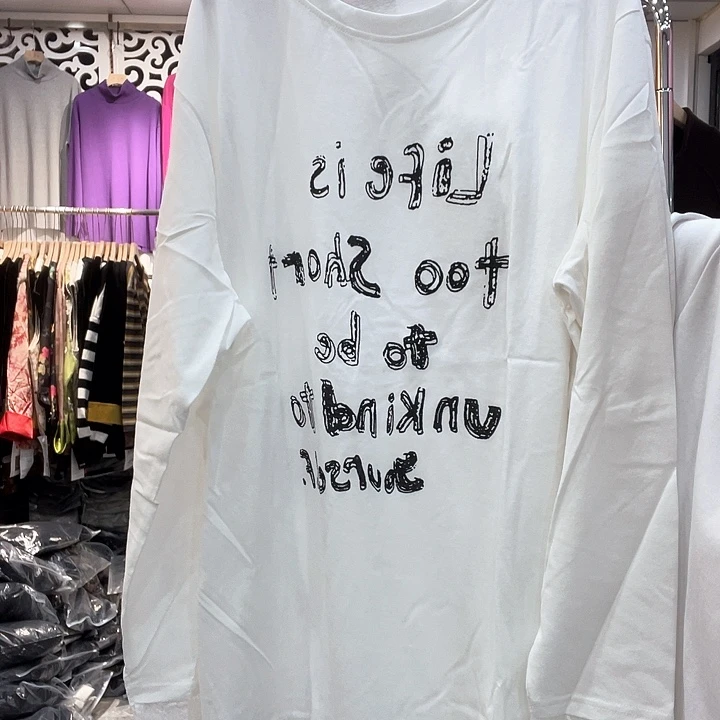 Life is
too Short
to be
unkind to
yourself.